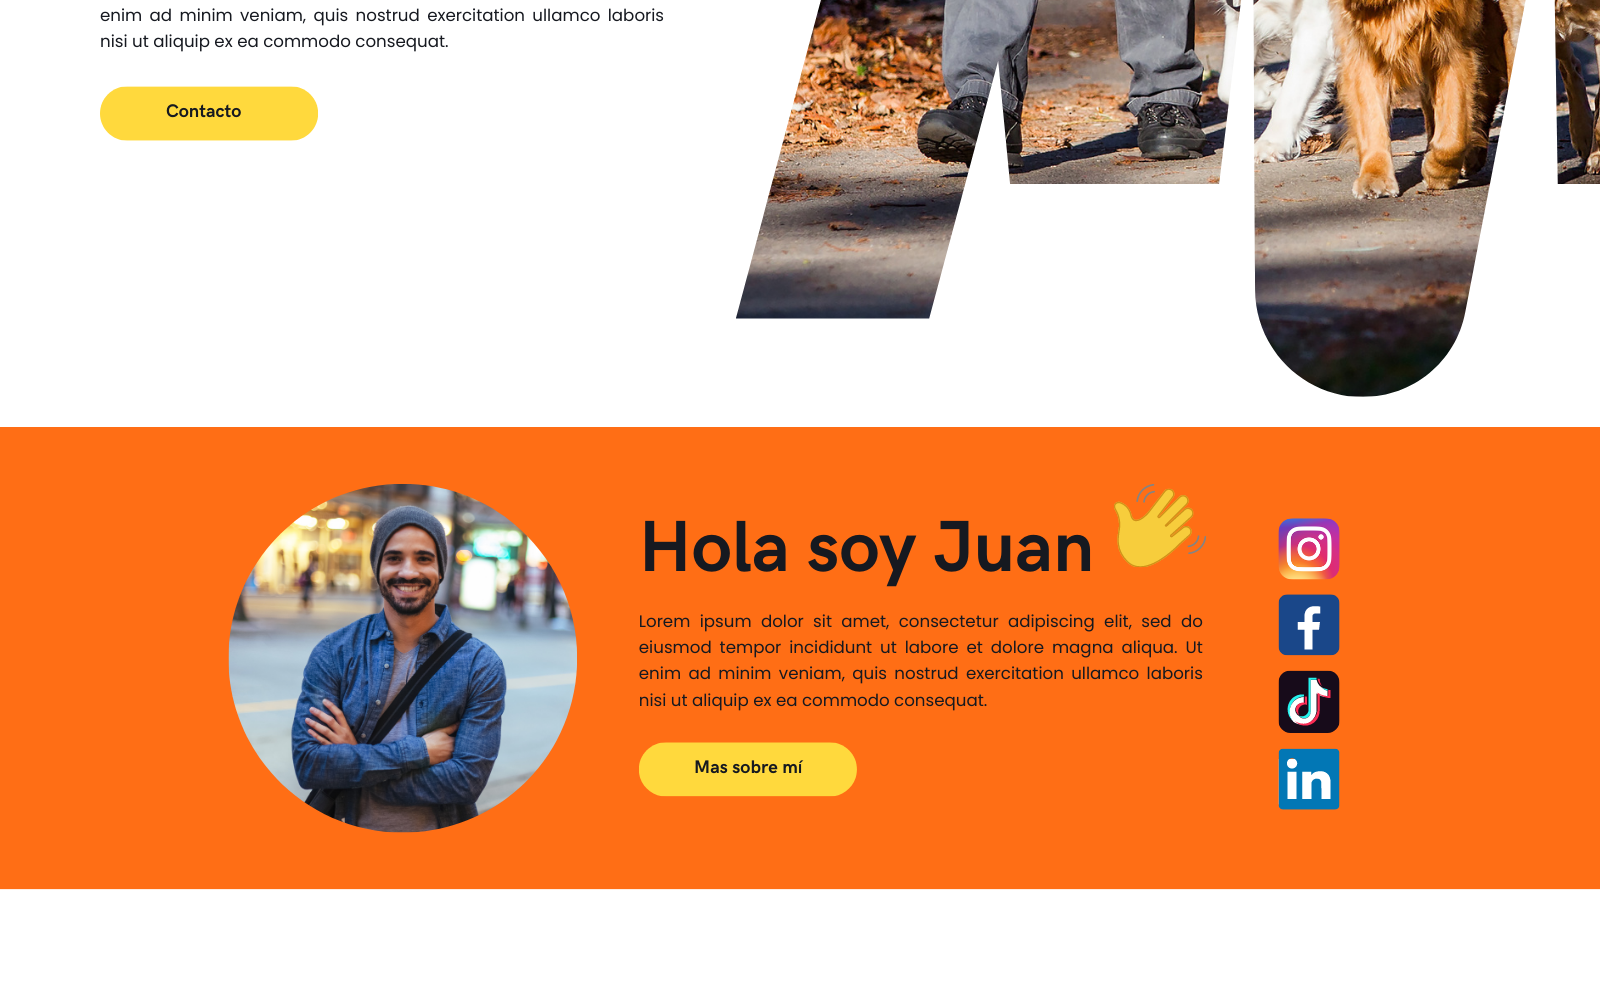 enim ad minim veniam, quis nostrud exercitation ullamco laboris
nisi ut aliquip ex ea commodo consequat.
Contacto
Hola soy Juan
Lorem ipsum dolor sit amet, consectetur adipiscing elit, sed do
eiusmod tempor incididunt ut labore et dolore magna aliqua. Ut
enim ad minim veniam, quis nostrud exercitation ullamco laboris
nisi ut aliquip ex ea commodo consequat.
Mas sobre mí
in